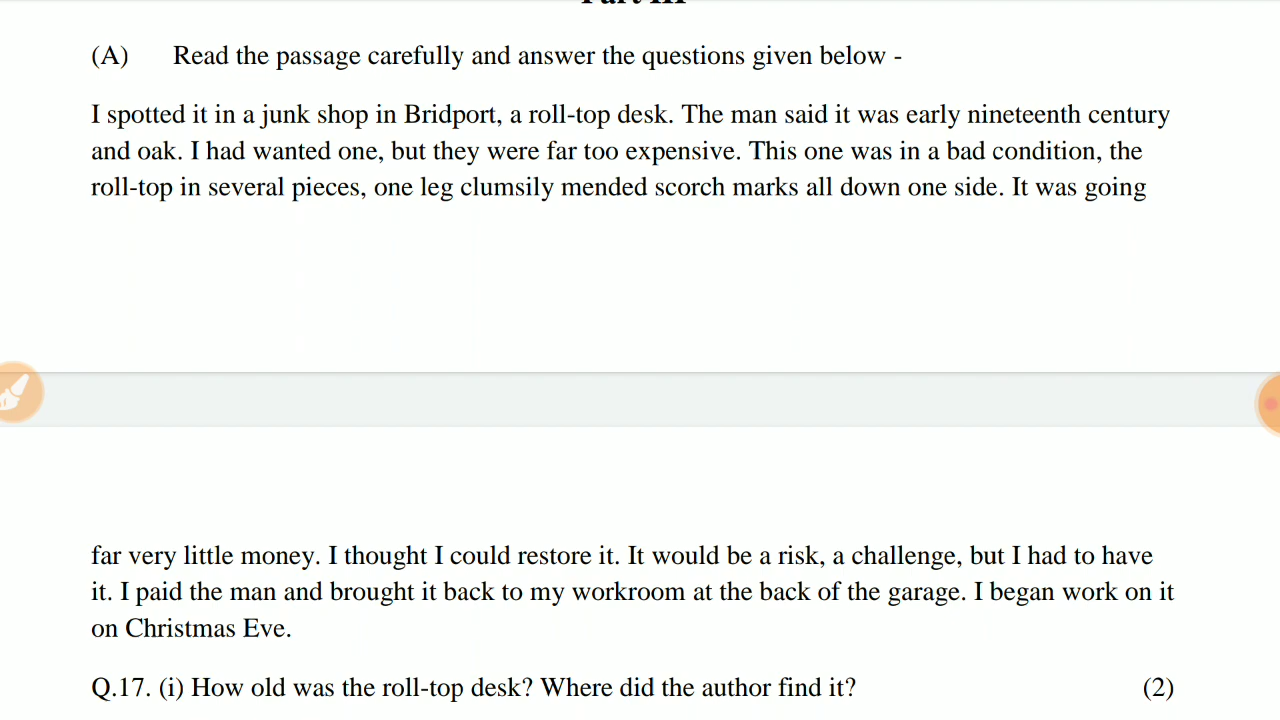 (A) Read the passage carefully and answer the questions given below -
I spotted it in a junk shop in Bridport, a roll-top desk. The man said it was early nineteenth century
and oak. I had wanted one, but they were far too expensive. This one was in a bad condition, the
roll-top in several pieces, one leg clumsily mended scorch marks all down one side. It was going
far very little money. I thought I could restore it. It would be a risk, a challenge, but I had to have
it. I paid the man and brought it back to my workroom at the back of the garage. I began work on it
on Christmas Eve.
Q.17. (i) How old was the roll-top desk? Where did the author find it? (2)